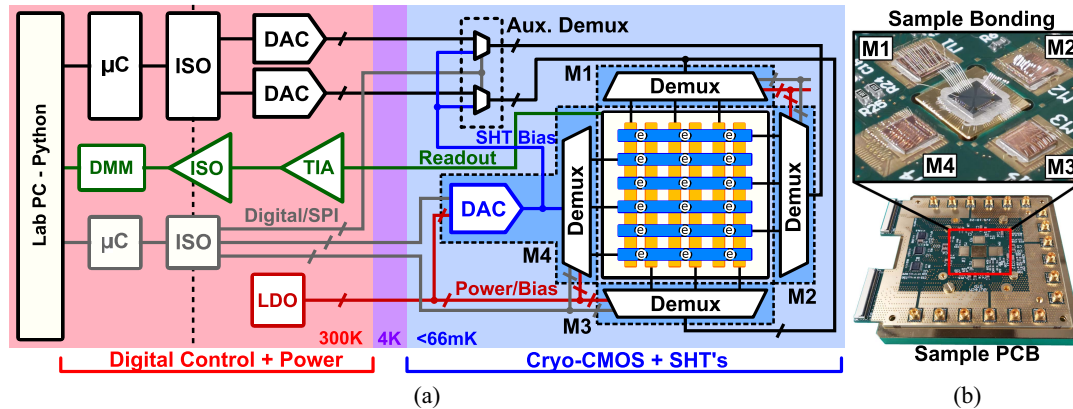 Lab PC - Python
µC
ISO
DAC
DAC
DMM
ISO
TIA
µC
ISO
Digital/SPI
LDO
300K
4K
<66mK
Digital Control + Power
Aux. Demux
SHT Bias
Readout
DAC
M4
Power/Bias
M1
Demux
Demux
Demux
M2
M3
Demux
e e e
e e e
e e e
e e e
e e e
Cryo-CMOS + SHT's
(a)
Sample Bonding
M1
M2
M4
M3
Sample PCB
(b)